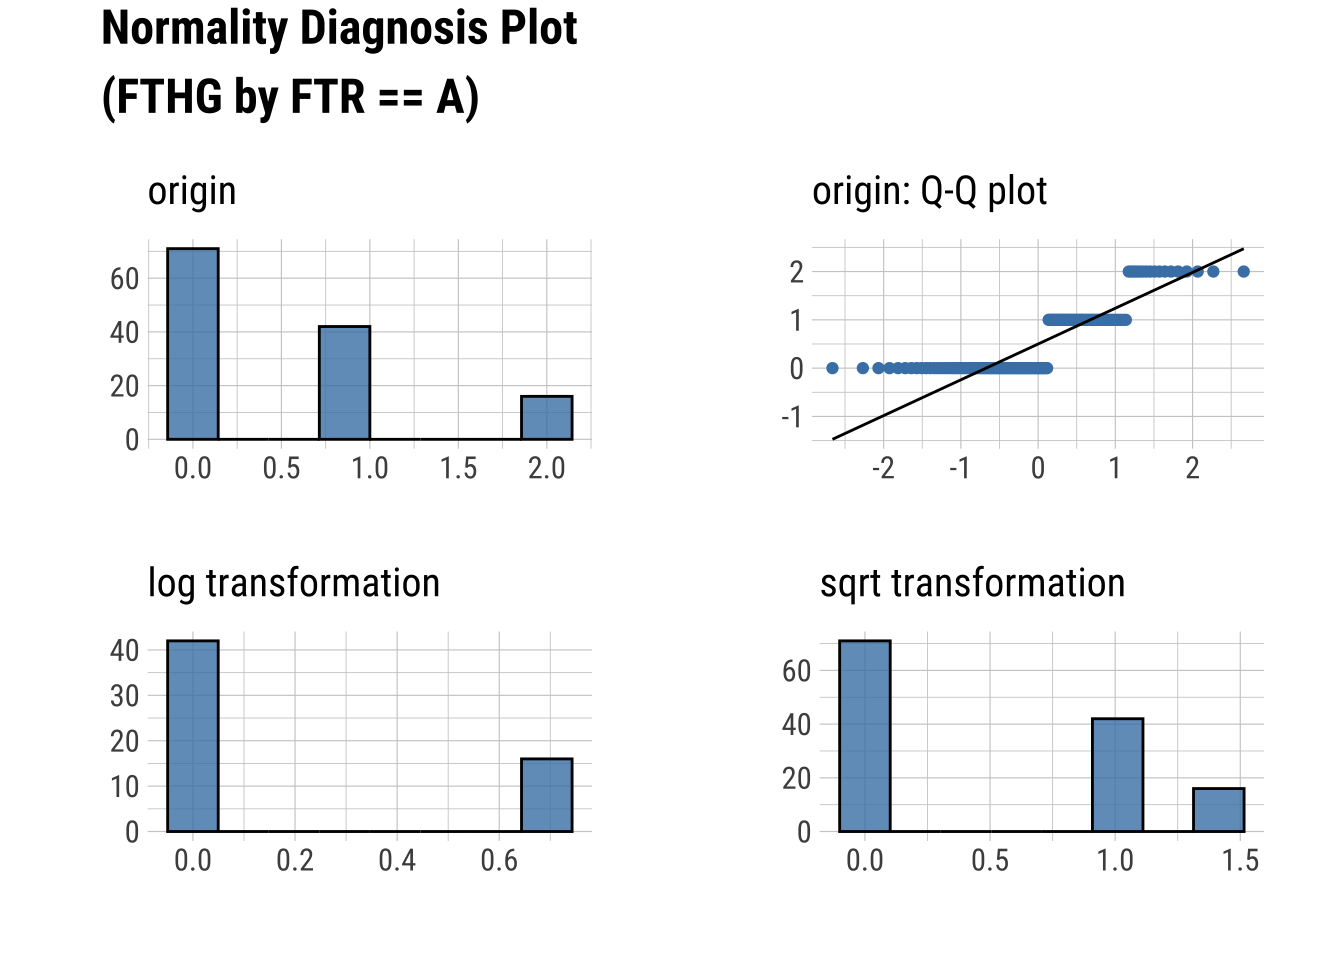 Normality Diagnosis Plot
(FTHG by FTR == A)
origin
60
40
20
0
0.0 0.5 1.0 1.5 2.0
origin: Q-Q plot
2
1
0
-1
-2 -1 0 1 2
log transformation
40
30
20
10
0
0.0 0.2 0.4 0.6
sqrt transformation
60
40
20
0
0.0 0.5 1.0 1.5